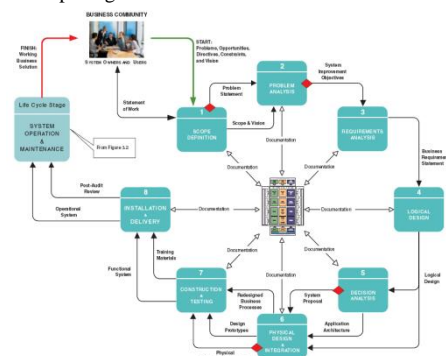 BUSINESS COMMUNITY
FINISH:
Working
Business
Solution
START:
Problems, Opportunities,
Directives, Constraints,
and Vision
SYSTEM OWNERS AND USERS
Statement
of Work
Problem
Statement
System
Improvement
Objectives
Life Cycle Stage
SYSTEM
OPERATION
&
MAINTENANCE
From Figure 3-2
1
SCOPE
DEFINITION
2
PROBLEM
ANALYSIS
3
REQUIREMENTS
ANALYSIS
Scope & Vision
Documentation
Documentation
Documentation
Business
Requirements
Statement
Post-Audit
Review
Operational
System
8
INSTALLATION
&
DELIVERY
Documentation
Documentation
4
LOGICAL
DESIGN
Documentation
Documentation
Documentation
Functional
System
Training
Materials
7
CONSTRUCTION
&
TESTING
Redesigned
Business
Processes
System
Proposal
5
DECISION
ANALYSIS
Logical
Design
Design
Prototypes
6
PHYSICAL
DESIGN
&
INTEGRATION
Application
Architecture
Physical